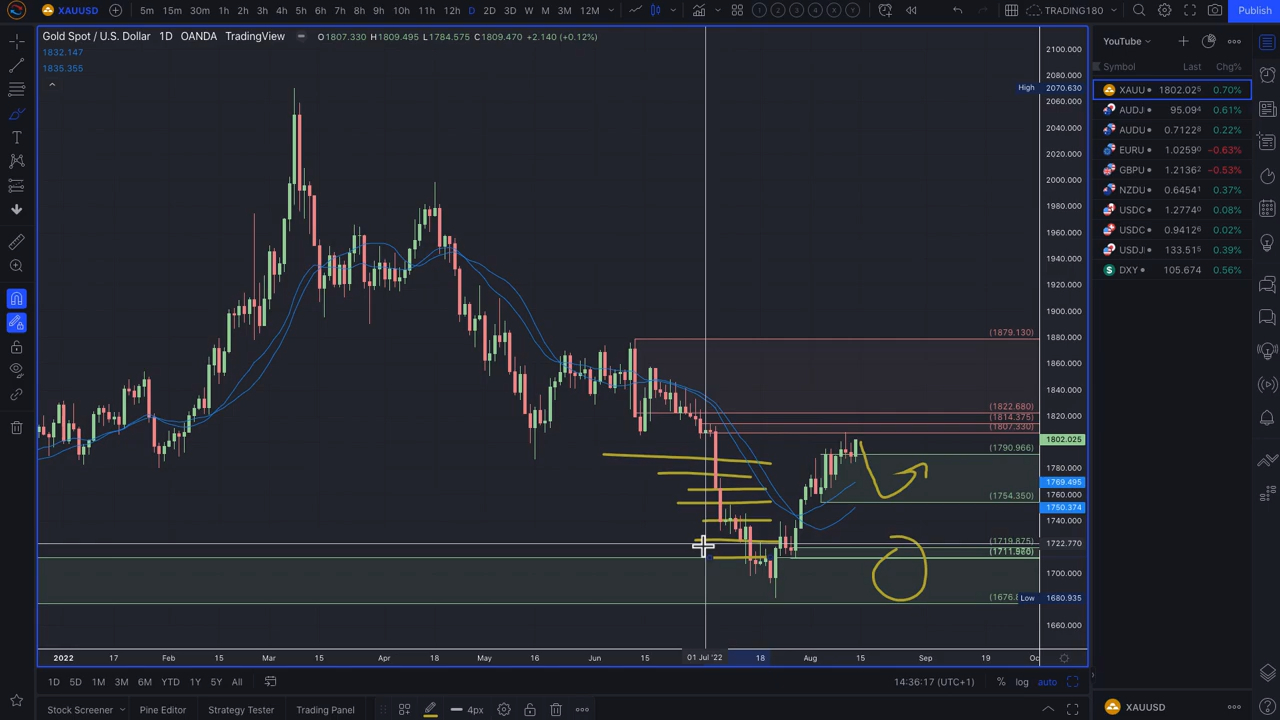 XAUUSD
5m 15m 30m 1h 2h 3h 4h 5h 6h 7h 8h 9h 10h 11h 12h D 2D 3D W M 3M 12M
TRADING180
Publish
Gold Spot / U.S. Dollar 1D OANDA TradingView O1807.330 H1809.495 L1784.575 C1809.470 +2.140 (+0.12%)
1832.147
1835.355
YouTube
Symbol Last Chg%
XAUU 1802.025 0.70%
AUDJ 95.094 0.61%
AUDU 0.71228 0.22%
EURU 1.02590 −0.63%
GBPU 1.21362 −0.53%
NZDU 0.64541 0.37%
USDC 1.27740 0.08%
USDC 0.94126 0.02%
USDJ 133.515 0.39%
DXY 105.674 0.56%
2100.000
2080.000
High 2070.630
2060.000
2040.000
2020.000
2000.000
1980.000
1960.000
1940.000
1920.000
1900.000
1880.000
1860.000
1840.000
1820.000
1802.025
1780.000
1769.495
1760.000
1750.374
1740.000
1722.770
1700.000
Low 1680.935
1660.000
(1879.130)
(1822.680)
(1814.375)
(1807.330)
(1790.966)
(1754.350)
(1719.875)
(1676.8
2022 17 Feb 14 Mar 15 Apr 18 May 16 Jun 15 01 Jul '22 18 Aug 15 Sep 19 Oc
1D 5D 1M 3M 6M YTD 1Y 5Y All
14:36:17 (UTC+1) % log auto
Stock Screener Pine Editor Strategy Tester Trading Panel
4px
XAUUSD